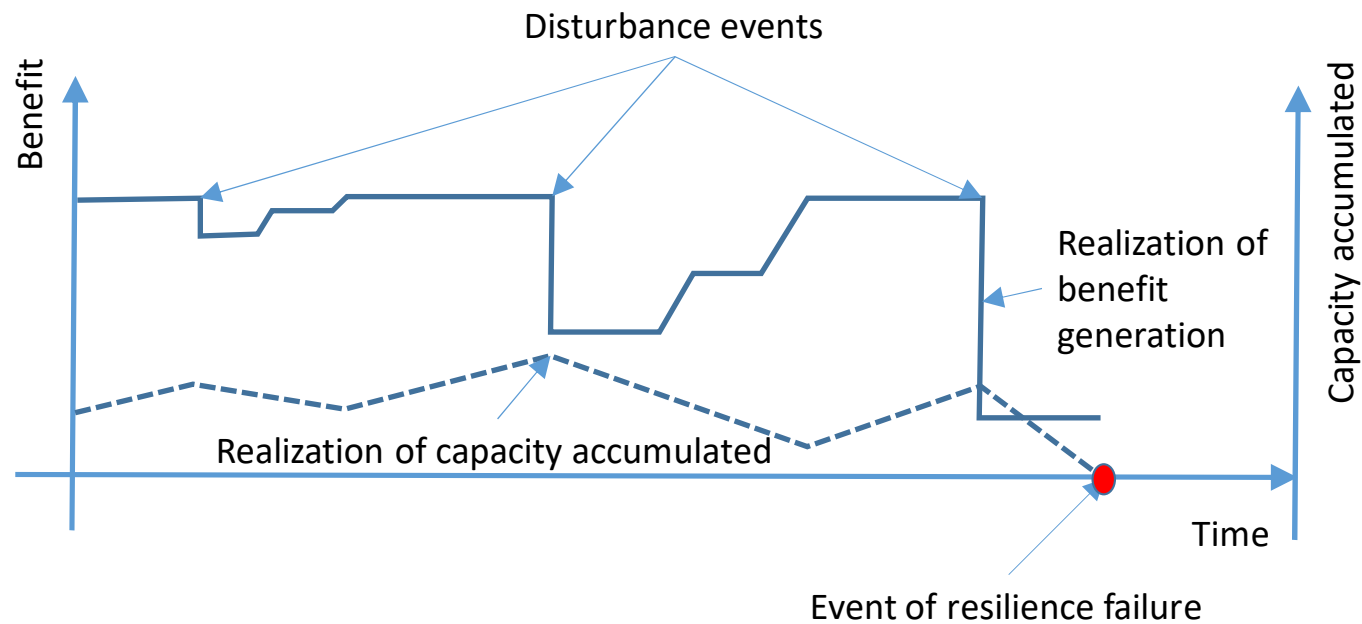 Disturbance events
Benefit
Capacity accumulated
Realization of
benefit
generation
Realization of capacity accumulated
Time
Event of resilience failure